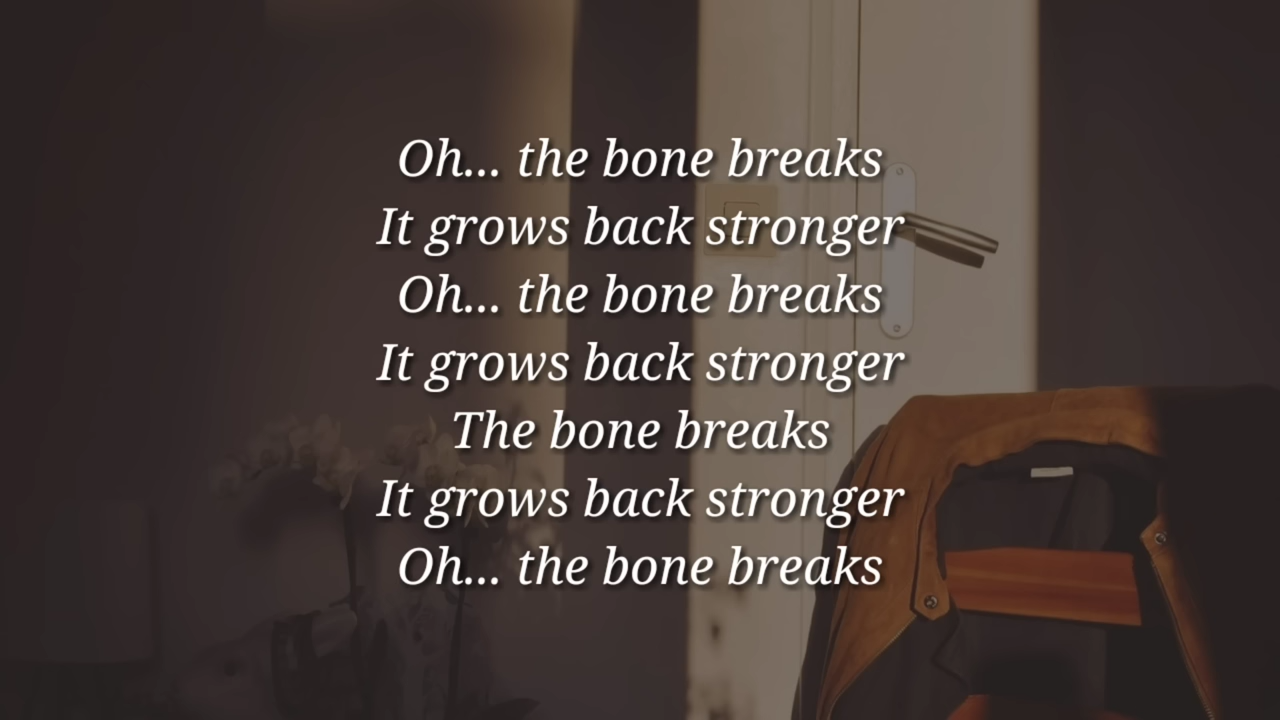 Oh... the bone breaks
It grows back stronger
Oh... the bone breaks
It grows back stronger
The bone breaks
It grows back stronger
Oh... the bone breaks